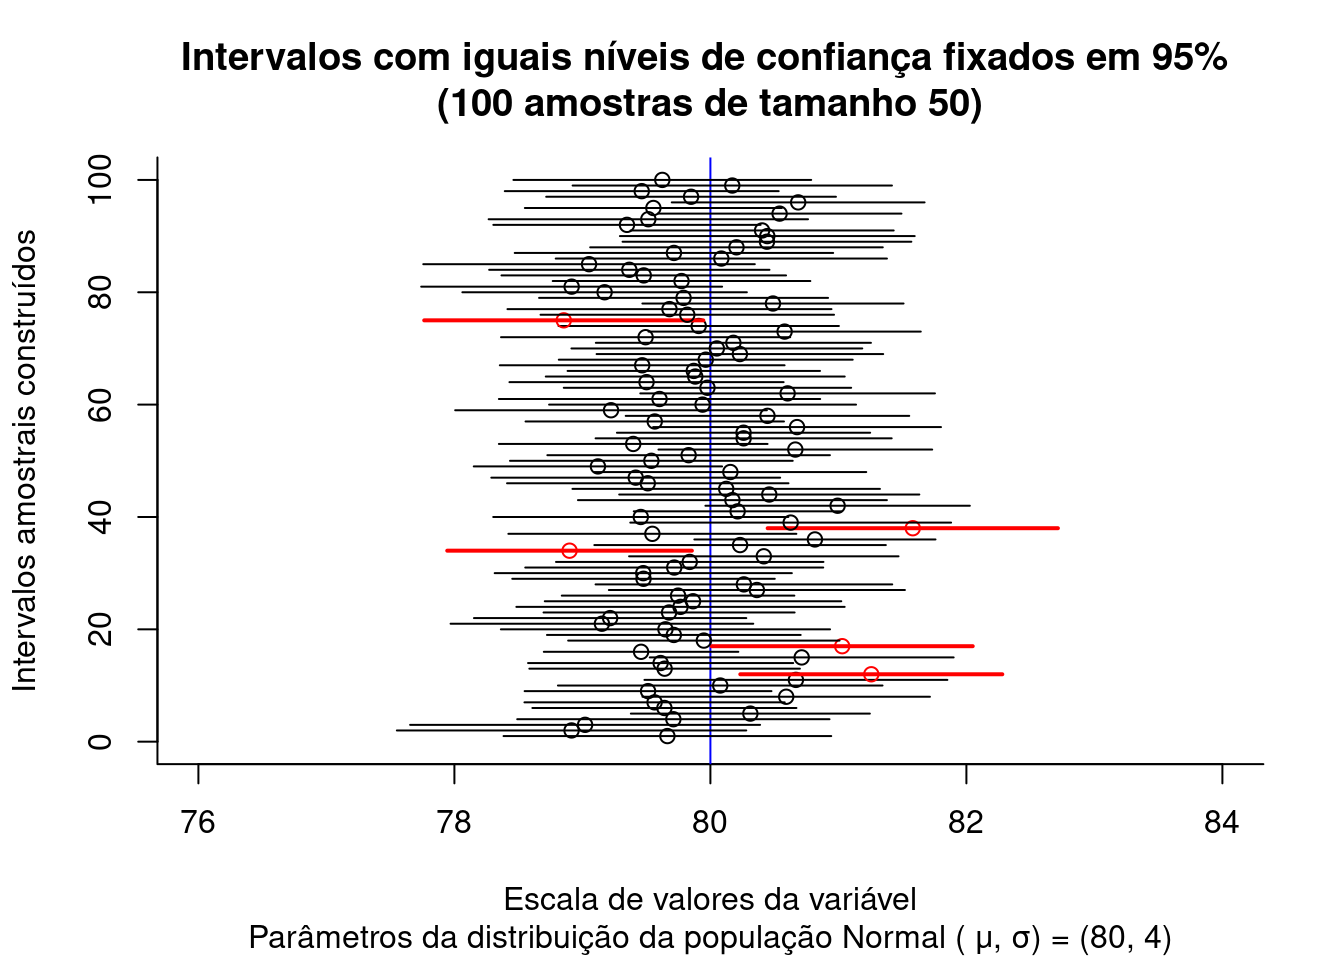 Intervalos com iguais níveis de confiança fixados em 95%
(100 amostras de tamanho 50)
Intervalos amostrais construídos
100
80
60
40
20
0
76 78 80 82 84
Escala de valores da variável
Parâmetros da distribuição da população Normal ( μ, σ) = (80, 4)